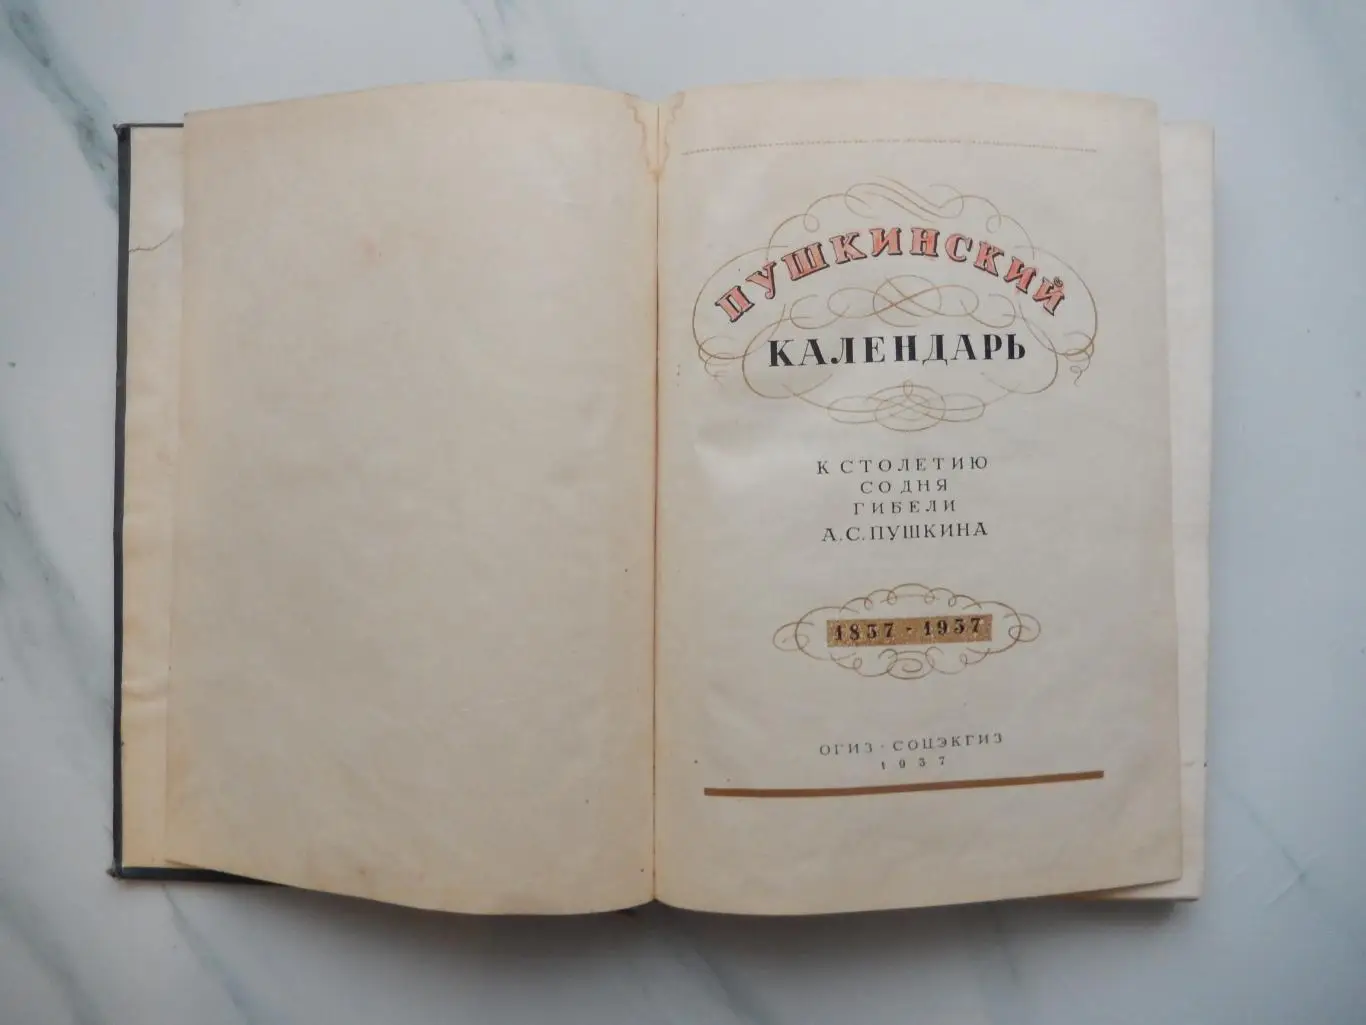 ПУШКИНСКИЙ
КАЛЕНДАРЬ
К СТОЛЕТИЮ
СО ДНЯ
ГИБЕЛИ
А. С. ПУШКИНА
1837 - 1937
ОГИЗ · СОЦЭКГИЗ
1937